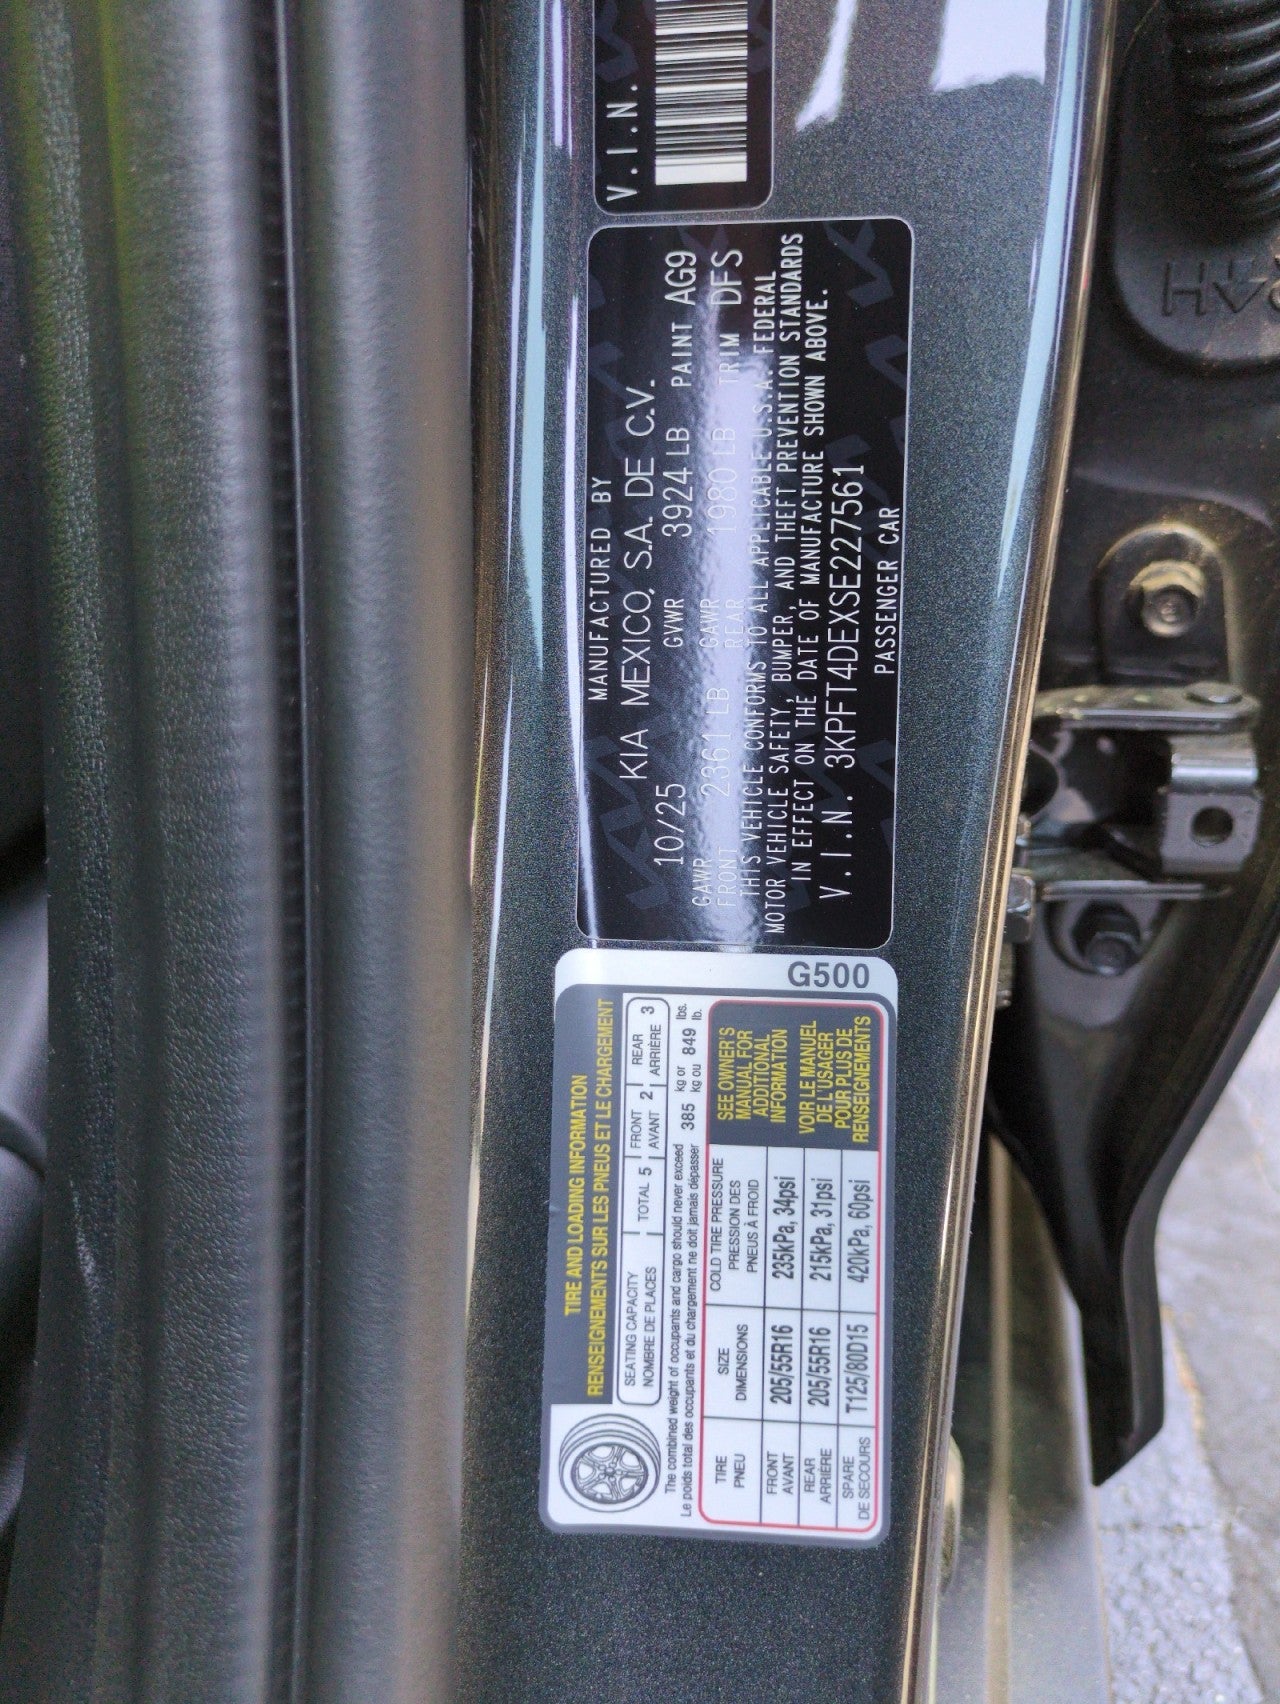 V.I.N.
MANUFACTURED BY
KIA MEXICO, S.A. DE C.V.
10/25 GVWR 3924 LB PAINT AG9
GAWR FRONT 2361 LB GAWR REAR 1980 LB TRIM DFS
THIS VEHICLE CONFORMS TO ALL APPLICABLE U.S.A. FEDERAL
MOTOR VEHICLE SAFETY, BUMPER, AND THEFT PREVENTION STANDARDS
IN EFFECT ON THE DATE OF MANUFACTURE SHOWN ABOVE.
V.I.N. 3KPFT4DEXSE227561
PASSENGER CAR
G500
TIRE AND LOADING INFORMATION
RENSEIGNEMENTS SUR LES PNEUS ET LE CHARGEMENT
SEATING CAPACITY
NOMBRE DE PLACES
TOTAL 5
FRONT
AVANT 2
REAR
ARRIÈRE 3
The combined weight of occupants and cargo should never exceed 385 kg or 849 lbs.
Le poids total des occupants et du chargement ne doit jamais dépasser kg ou lb.
TIRE
PNEU
SIZE
DIMENSIONS
COLD TIRE PRESSURE
PRESSION DES
PNEUS À FROID
FRONT
AVANT
205/55R16
235kPa, 34psi
REAR
ARRIÈRE
205/55R16
215kPa, 31psi
SPARE
DE SECOURS
T125/80D15
420kPa, 60psi
SEE OWNER'S
MANUAL FOR
ADDITIONAL
INFORMATION
VOIR LE MANUEL
DE L'USAGER
POUR PLUS DE
RENSEIGNEMENTS